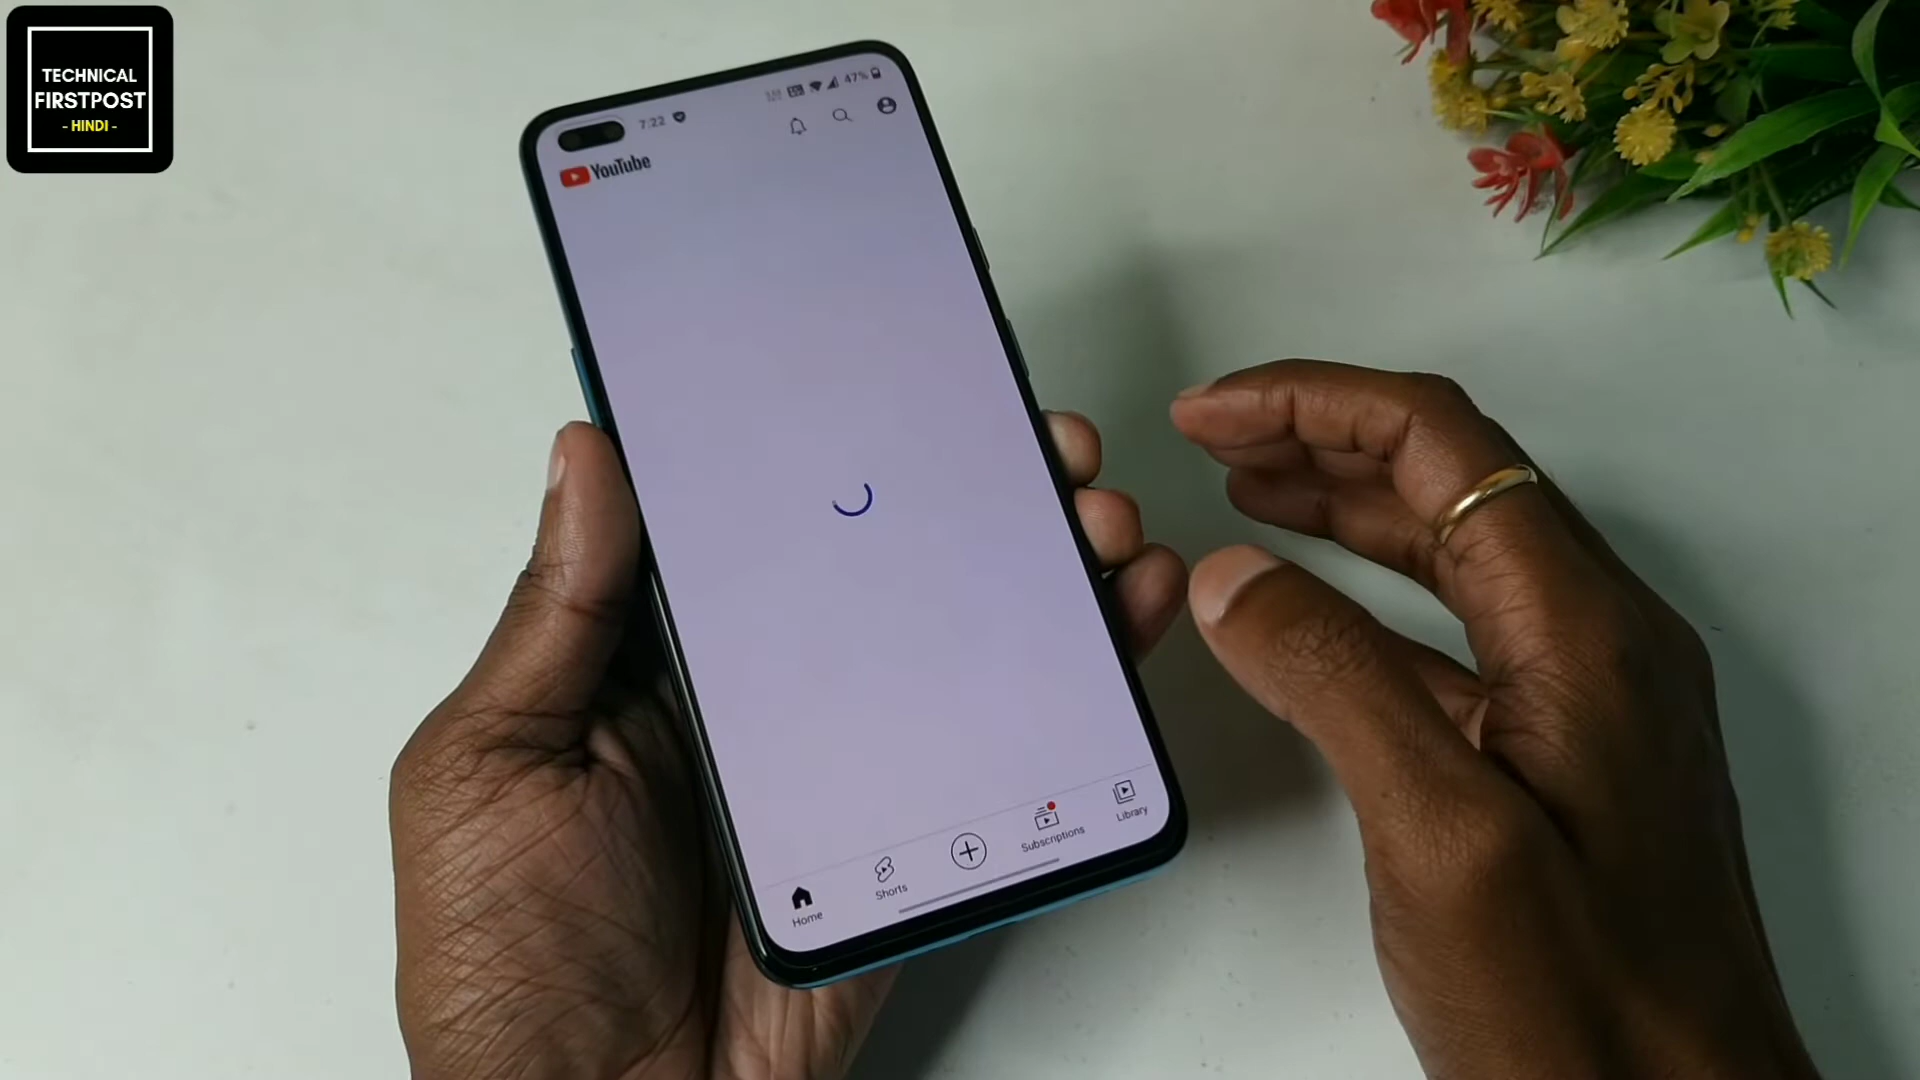 TECHNICAL
FIRSTPOST
- HINDI -
7:22
47%
YouTube
Home
Shorts
Subscriptions
Library